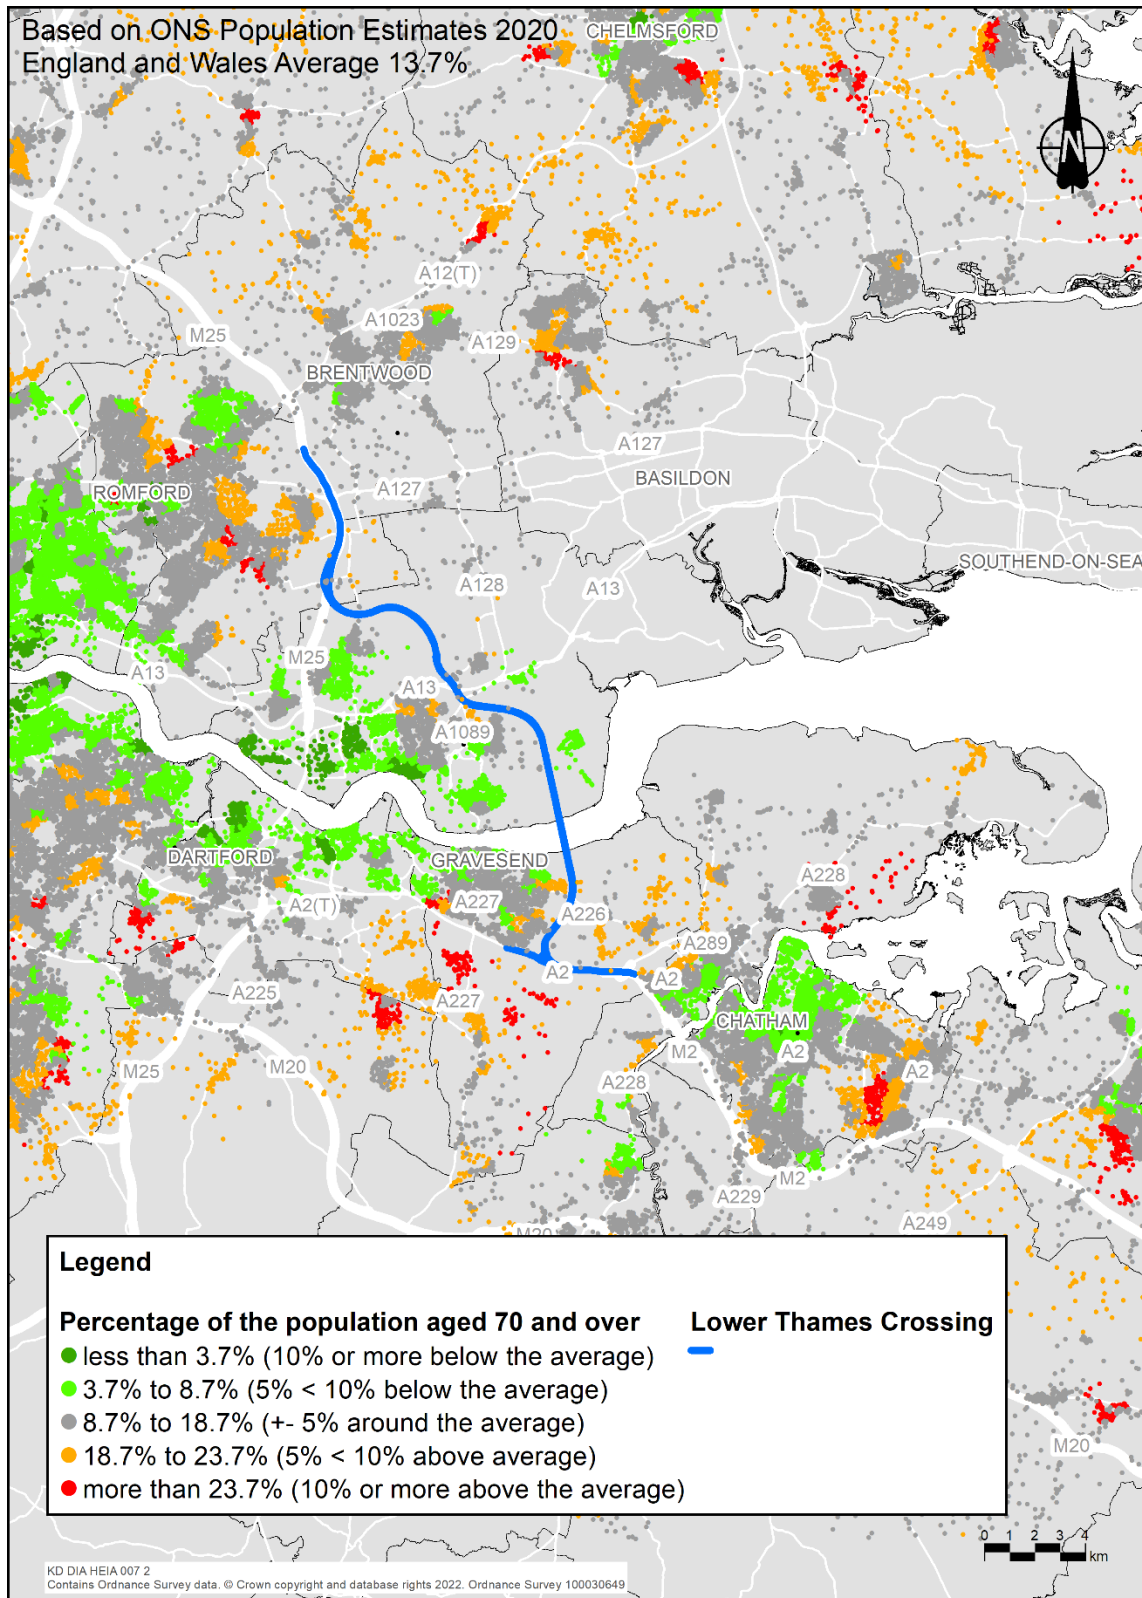 Based on ONS Population Estimates 2020
England and Wales Average 13.7%
CHELMSFORD
N
A12(T)
M25
A1023
A129
BRENTWOOD
A127
BASILDON
ROMFORD
A127
SOUTHEND-ON-SEA
A128
A13
M25
A13
A13
A1089
DARTFORD
GRAVESEND
A228
A2(T)
A227
A226
A289
A2
A2
A225
A227
CHATHAM
M2
A2
A2
M25
M20
A228
M2
A229
A249
M20
Legend
Percentage of the population aged 70 and over
Lower Thames Crossing
less than 3.7% (10% or more below the average)
3.7% to 8.7% (5% < 10% below the average)
8.7% to 18.7% (+- 5% around the average)
18.7% to 23.7% (5% < 10% above average)
more than 23.7% (10% or more above the average)
M20
0 1 2 3 4
km
KD DIA HEIA 007 2
Contains Ordnance Survey data. © Crown copyright and database rights 2022. Ordnance Survey 100030649